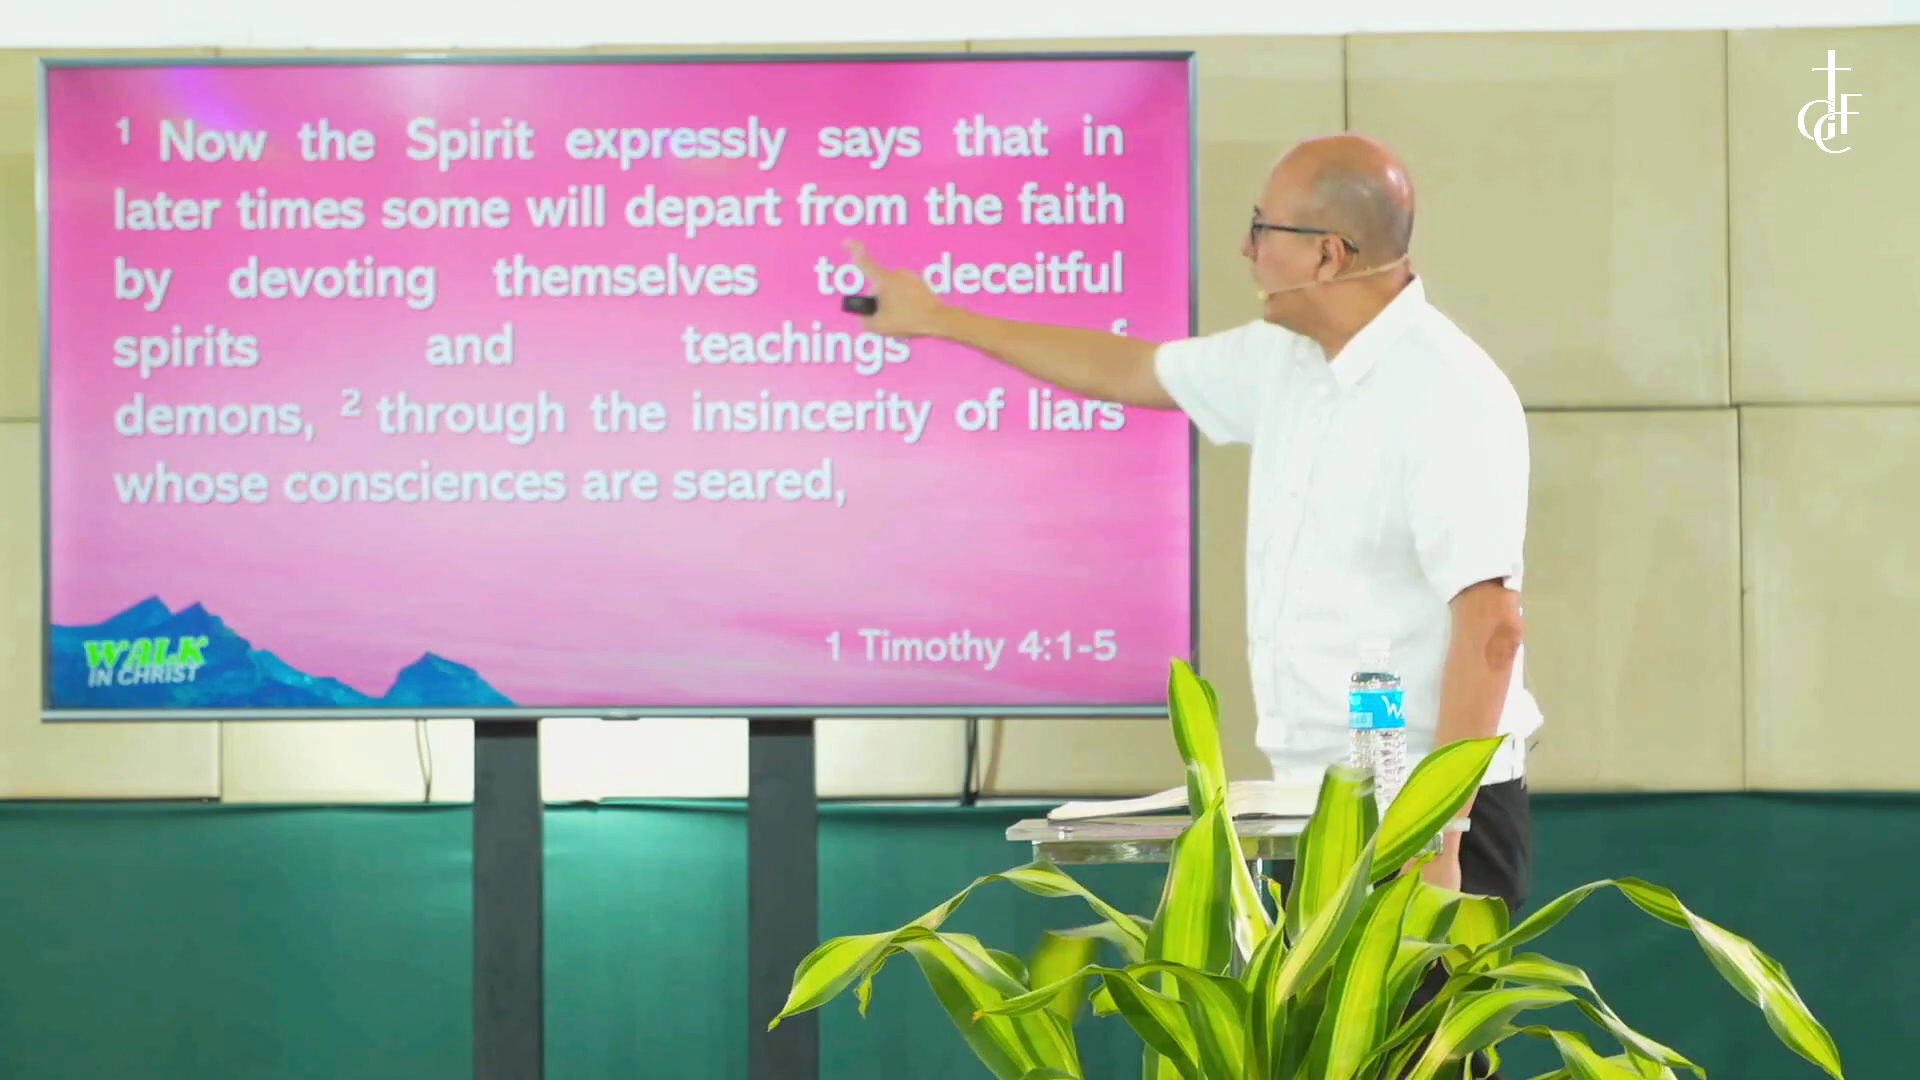 1 Now the Spirit expressly says that in
later times some will depart from the faith
by devoting themselves to deceitful
spirits and teachings
demons, 2 through the insincerity of liars
whose consciences are seared,
1 Timothy 4:1-5
WALK
IN CHRIST
CCF